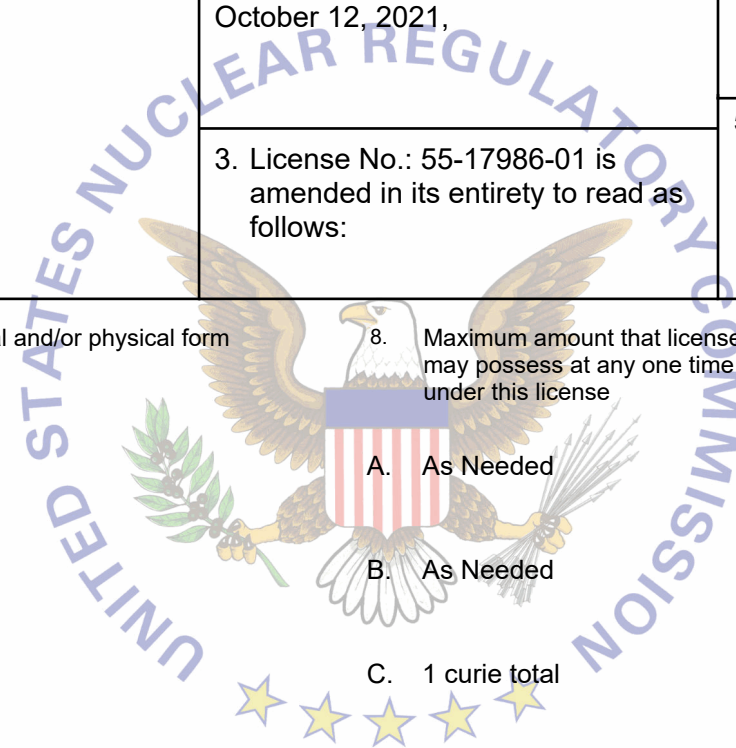 October 12, 2021,
3. License No.: 55-17986-01 is
amended in its entirety to read as
follows:
l and/or physical form
8. Maximum amount that license
may possess at any one time
under this license
A. As Needed
B. As Needed
C. 1 curie total
UNITED STATES NUCLEAR REGULATORY COMMISSION